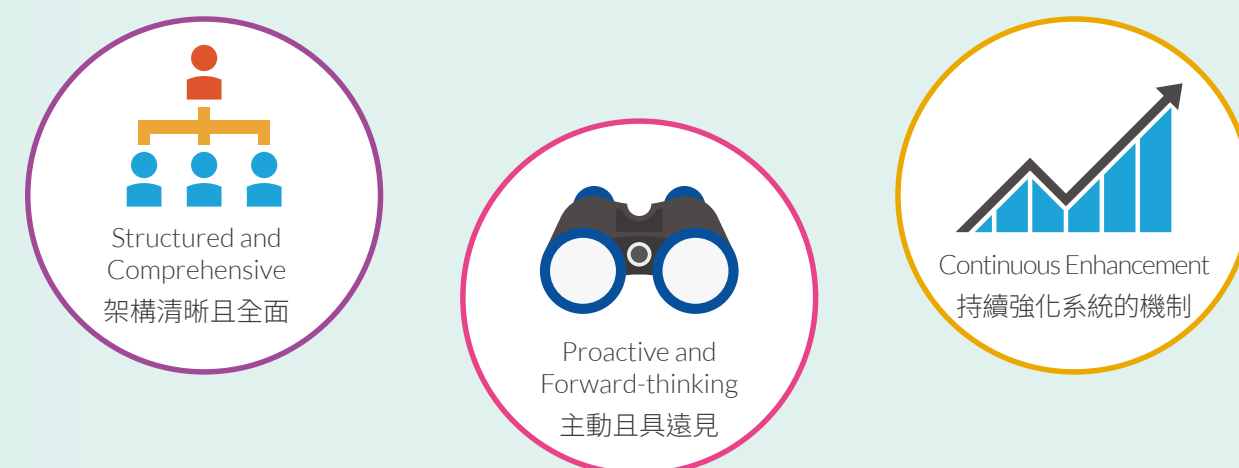 Structured and
Comprehensive
架構清晰且全面
Proactive and
Forward-thinking
主動且具遠見
Continuous Enhancement
持續強化系統的機制